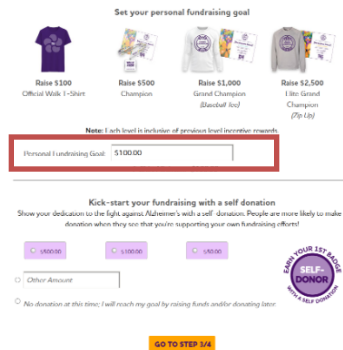 Set your personal fundraising goal
Raise $100
Official Walk T-Shirt
Raise $500
Champion
Raise $1,000
Grand Champion
(Baseball Tee)
Raise $2,500
Elite Grand
Champion
(Zip Up)
Note: Each level is inclusive of previous level incentive rewards.
Personal Fundraising Goal: $100.00
Kick-start your fundraising with a self donation
Show your dedication to the fight against Alzheimer's with a self- donation. People are more likely to make
donation when they see that you're supporting your own fundraising efforts!
$500.00
$100.00
$50.00
Other Amount
No donation at this time; I will reach my goal by raising funds and/or donating later.
EARN YOUR 1ST BADGE
SELF-
DONOR
WITH A SELF DONATION
GO TO STEP 3/4